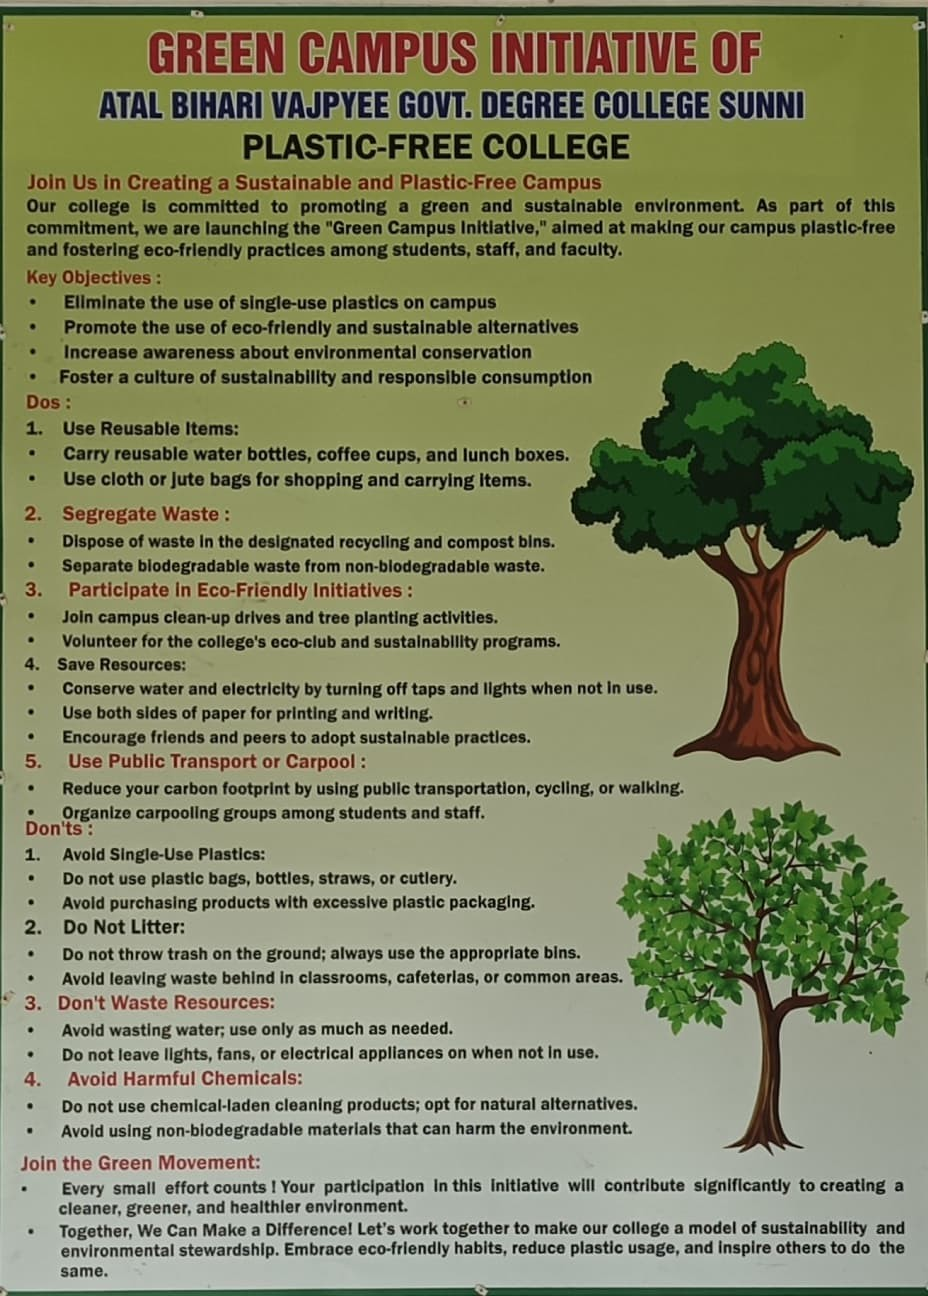 GREEN CAMPUS INITIATIVE OF
ATAL BIHARI VAJPYEE GOVT. DEGREE COLLEGE SUNNI
PLASTIC-FREE COLLEGE
Join Us in Creating a Sustainable and Plastic-Free Campus
Our college is committed to promoting a green and sustainable environment. As part of this
commitment, we are launching the "Green Campus Initiative," aimed at making our campus plastic-free
and fostering eco-friendly practices among students, staff, and faculty.
Key Objectives :
• Eliminate the use of single-use plastics on campus
• Promote the use of eco-friendly and sustainable alternatives
• Increase awareness about environmental conservation
• Foster a culture of sustainability and responsible consumption
Dos :
1. Use Reusable Items:
• Carry reusable water bottles, coffee cups, and lunch boxes.
• Use cloth or jute bags for shopping and carrying items.
2. Segregate Waste :
• Dispose of waste in the designated recycling and compost bins.
• Separate biodegradable waste from non-biodegradable waste.
3. Participate in Eco-Friendly Initiatives :
• Join campus clean-up drives and tree planting activities.
• Volunteer for the college's eco-club and sustainability programs.
4. Save Resources:
• Conserve water and electricity by turning off taps and lights when not in use.
• Use both sides of paper for printing and writing.
• Encourage friends and peers to adopt sustainable practices.
5. Use Public Transport or Carpool :
• Reduce your carbon footprint by using public transportation, cycling, or walking.
• Organize carpooling groups among students and staff.
Don'ts :
1. Avoid Single-Use Plastics:
• Do not use plastic bags, bottles, straws, or cutlery.
• Avoid purchasing products with excessive plastic packaging.
2. Do Not Litter:
• Do not throw trash on the ground; always use the appropriate bins.
• Avoid leaving waste behind in classrooms, cafeterias, or common areas.
3. Don't Waste Resources:
• Avoid wasting water; use only as much as needed.
• Do not leave lights, fans, or electrical appliances on when not in use.
4. Avoid Harmful Chemicals:
• Do not use chemical-laden cleaning products; opt for natural alternatives.
• Avoid using non-biodegradable materials that can harm the environment.
Join the Green Movement:
• Every small effort counts ! Your participation in this initiative will contribute significantly to creating a
cleaner, greener, and healthier environment.
• Together, We Can Make a Difference! Let's work together to make our college a model of sustainability and
environmental stewardship. Embrace eco-friendly habits, reduce plastic usage, and inspire others to do the
same.